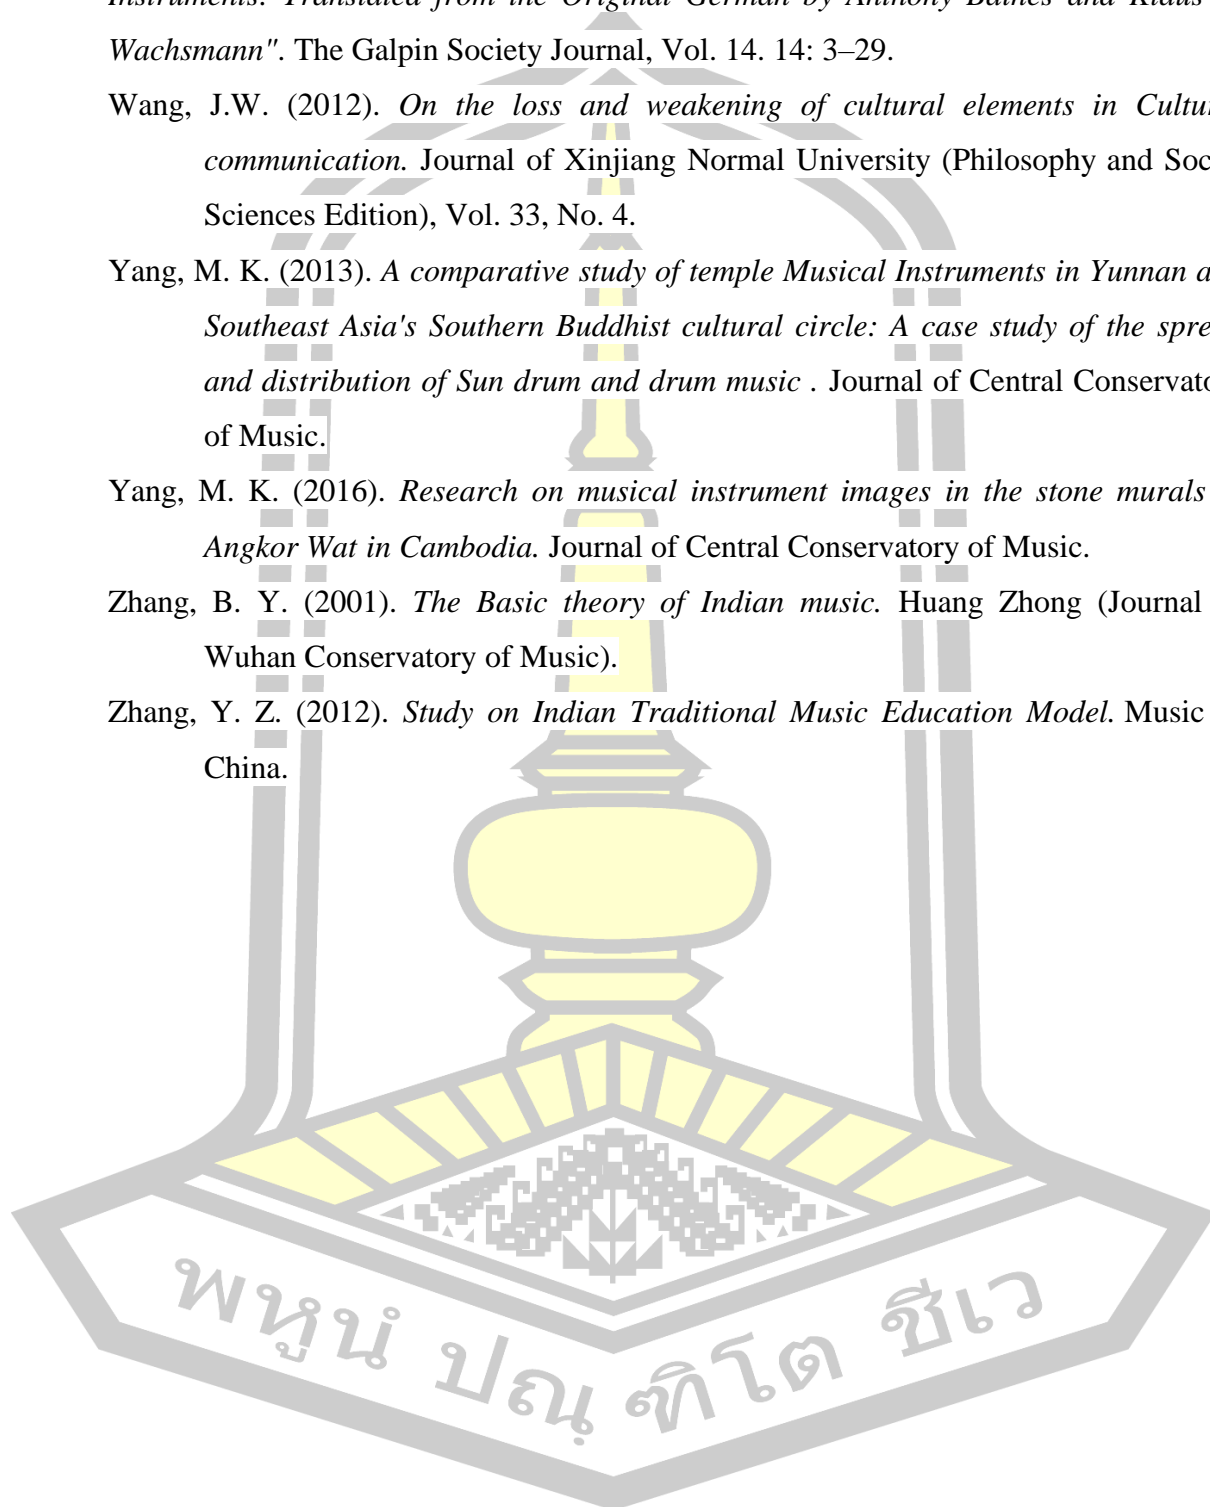 Instruments: Translated from the Original German by Anthony Baines and Klaus
Wachsmann". The Galpin Society Journal, Vol. 14. 14: 3–29.
Wang, J.W. (2012). On the loss and weakening of cultural elements in Cultu
communication. Journal of Xinjiang Normal University (Philosophy and Soc
Sciences Edition), Vol. 33, No. 4.
Yang, M. K. (2013). A comparative study of temple Musical Instruments in Yunnan a
Southeast Asia's Southern Buddhist cultural circle: A case study of the spre
and distribution of Sun drum and drum music . Journal of Central Conservato
of Music.
Yang, M. K. (2016). Research on musical instrument images in the stone murals
Angkor Wat in Cambodia. Journal of Central Conservatory of Music.
Zhang, B. Y. (2001). The Basic theory of Indian music. Huang Zhong (Journal
Wuhan Conservatory of Music).
Zhang, Y. Z. (2012). Study on Indian Traditional Music Education Model. Music
China.
พหูนํ ปณฺฑิโต ชีเว